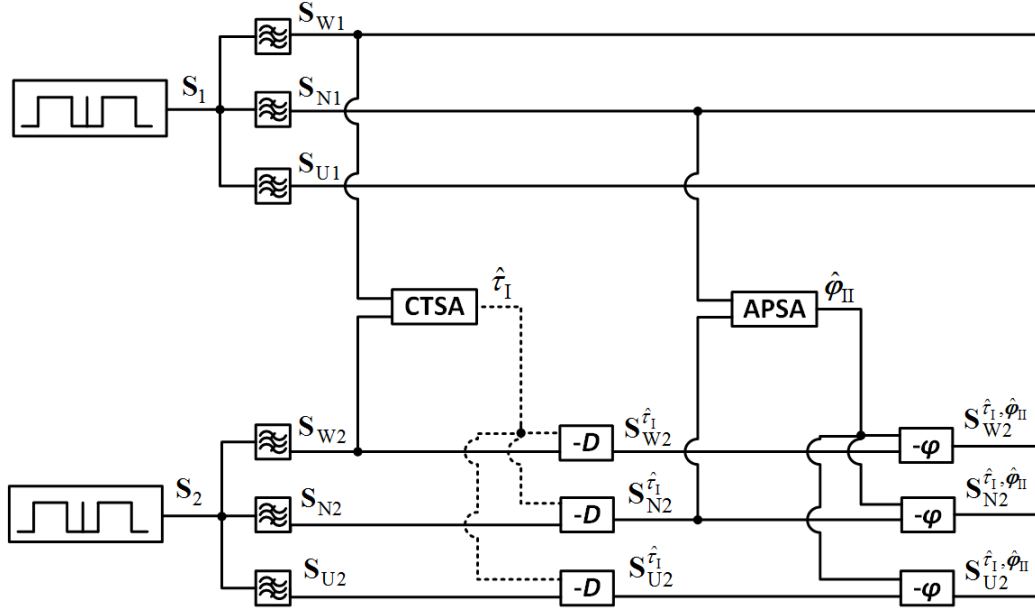 S_W1
S_1
S_N1
S_U1
τ̂_I
φ̂_II
CTSA
APSA
S_W2
-D
S_W2^τ̂_I
-φ
S_W2^τ̂_I,φ̂_II
S_2
S_N2
-D
S_N2^τ̂_I
-φ
S_N2^τ̂_I,φ̂_II
S_U2
-D
S_U2^τ̂_I
-φ
S_U2^τ̂_I,φ̂_II